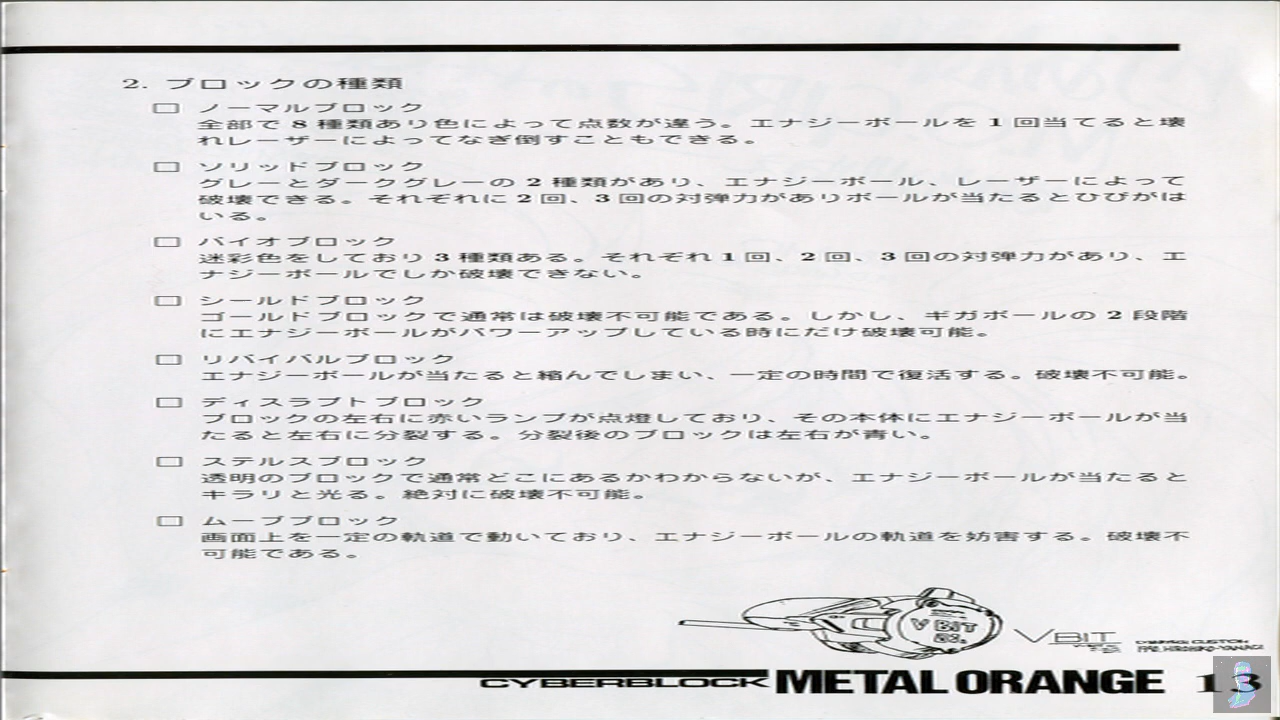 2. ブロックの種類
□ ノーマルブロック
全部で8種類あり色によって点数が違う。エナジーボールを1回当てると壊
れレーザーによってなぎ倒すこともできる。
□ ソリッドブロック
グレーとダークグレーの2種類があり、エナジーボール、レーザーによって
破壊できる。それぞれに2回、3回の対弾力がありボールが当たるとひびがは
いる。
□ バイオブロック
迷彩色をしており3種類ある。それぞれ1回、2回、3回の対弾力があり、エ
ナジーボールでしか破壊できない。
□ シールドブロック
ゴールドブロックで通常は破壊不可能である。しかし、ギガボールの2段階
にエナジーボールがパワーアップしている時にだけ破壊可能。
□ リバイバルブロック
エナジーボールが当たると縮んでしまい、一定の時間で復活する。破壊不可能。
□ ディスラプトブロック
ブロックの左右に赤いランプが点燈しており、その本体にエナジーボールが当
たると左右に分裂する。分裂後のブロックは左右が青い。
□ ステルスブロック
透明のブロックで通常どこにあるかわからないが、エナジーボールが当たると
キラリと光る。絶対に破壊不可能。
□ ムーブブロック
画面上を一定の軌道で動いており、エナジーボールの軌道を妨害する。破壊不
可能である。
V BIT
V BIT
CYBERBLOCK METAL ORANGE 13